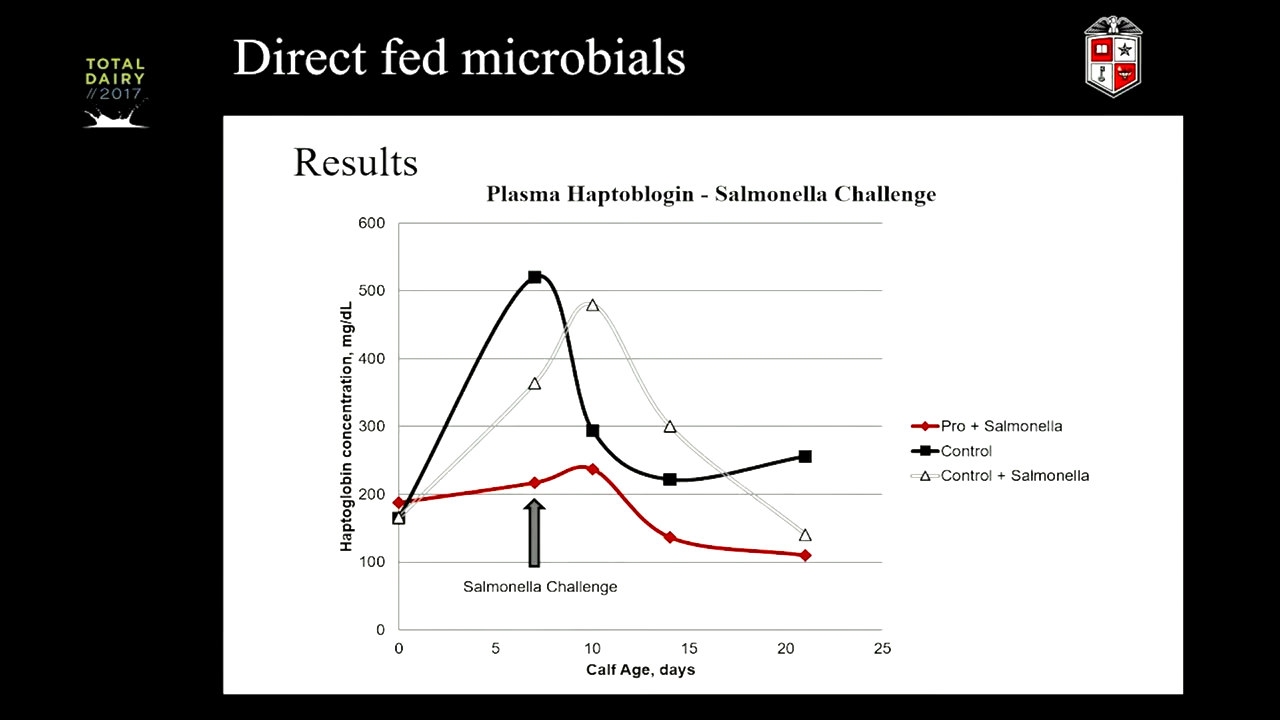 Direct fed microbials
TOTAL
DAIRY
//2017
Results
Plasma Haptoblogin - Salmonella Challenge
Haptoglobin concentration, mg/dL
600
500
400
300
200
100
0
Salmonella Challenge
0 5 10 15 20 25
Calf Age, days
Pro + Salmonella
Control
Control + Salmonella